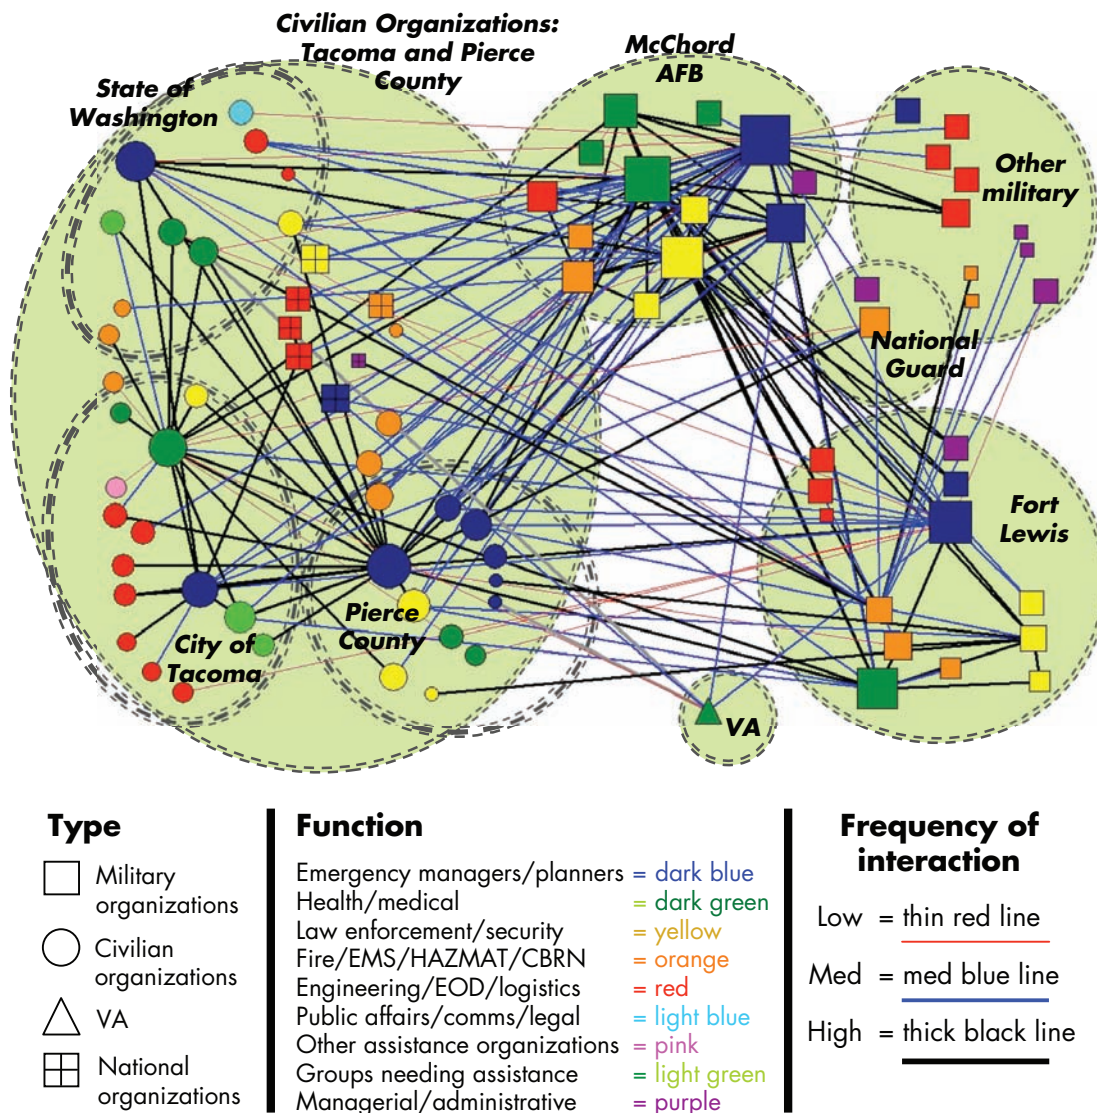 Civilian Organizations:
Tacoma and Pierce
County
McChord
AFB
State of
Washington
Other
military
National
Guard
Fort
Lewis
Pierce
County
City of
Tacoma
VA
Type
Military
organizations
Civilian
organizations
VA
National
organizations
Function
Emergency managers/planners = dark blue
Health/medical = dark green
Law enforcement/security = yellow
Fire/EMS/HAZMAT/CBRN = orange
Engineering/EOD/logistics = red
Public affairs/comms/legal = light blue
Other assistance organizations = pink
Groups needing assistance = light green
Managerial/administrative = purple
Frequency of
interaction
Low = thin red line
Med = med blue line
High = thick black line